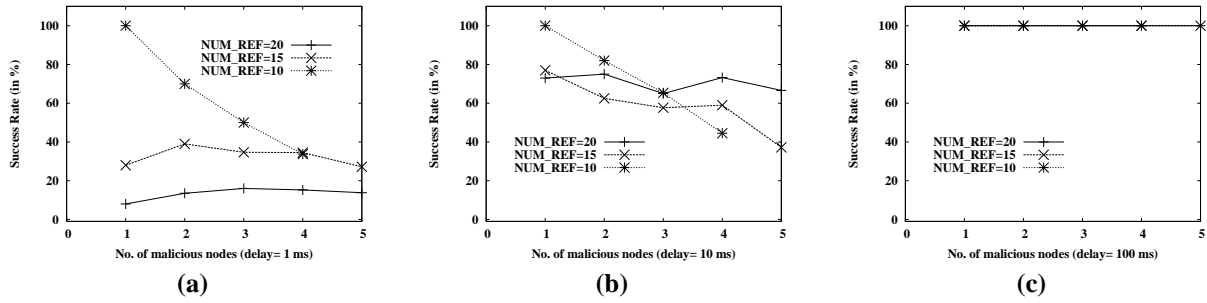 100
80
60
40
20
0
Success Rate (in %)
NUM_REF=20
NUM_REF=15
NUM_REF=10
0 1 2 3 4 5
No. of malicious nodes (delay= 1 ms)
(a)
100
80
60
40
20
0
Success Rate (in %)
NUM_REF=20
NUM_REF=15
NUM_REF=10
0 1 2 3 4 5
No. of malicious nodes (delay= 10 ms)
(b)
100
80
60
40
20
0
Success Rate (in %)
NUM_REF=20
NUM_REF=15
NUM_REF=10
0 1 2 3 4 5
No. of malicious nodes (delay= 100 ms)
(c)